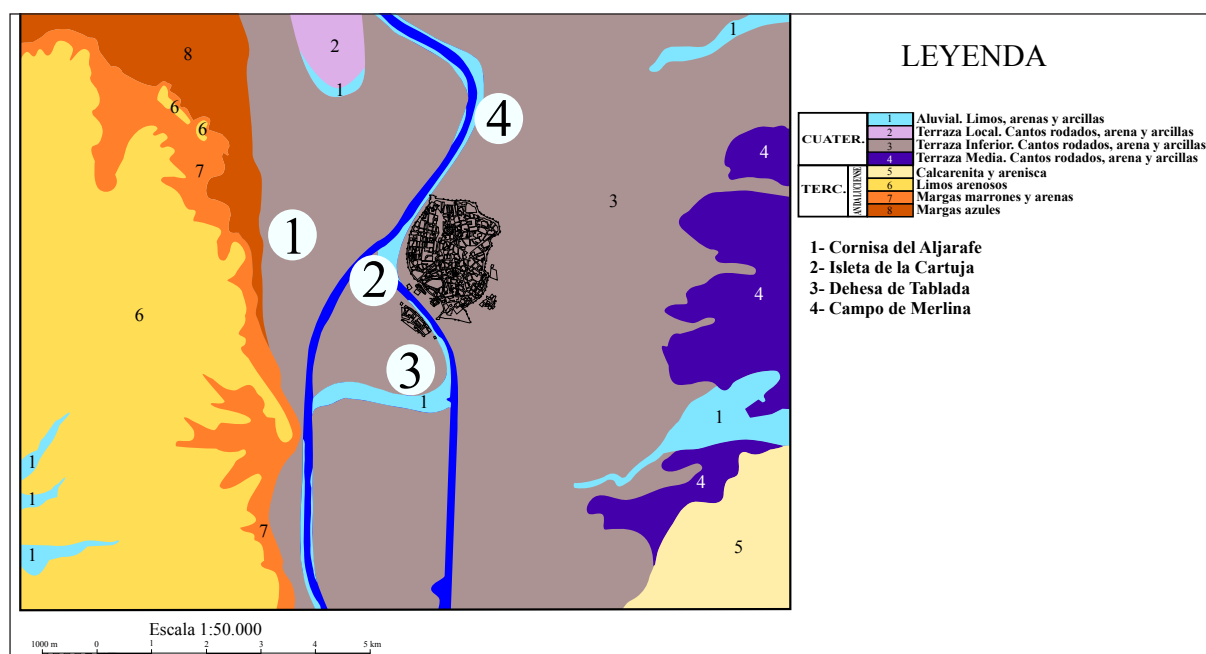 LEYENDA
CUATER.
1 Aluvial. Limos, arenas y arcillas
2 Terraza Local. Cantos rodados, arena y arcillas
3 Terraza Inferior. Cantos rodados, arena y arcillas
4 Terraza Media. Cantos rodados, arena y arcillas
TERC.
ANDALUCIENSE
5 Calcarenita y arenisca
6 Limos arenosos
7 Margas marrones y arenas
8 Margas azules
1- Cornisa del Aljarafe
2- Isleta de la Cartuja
3- Dehesa de Tablada
4- Campo de Merlina
1
2
8
1
6
4
6
4
7
3
1
2
4
6
3
1
1
1
4
1
7
5
1
Escala 1:50.000
1000 m 0 1 2 3 4 5 km